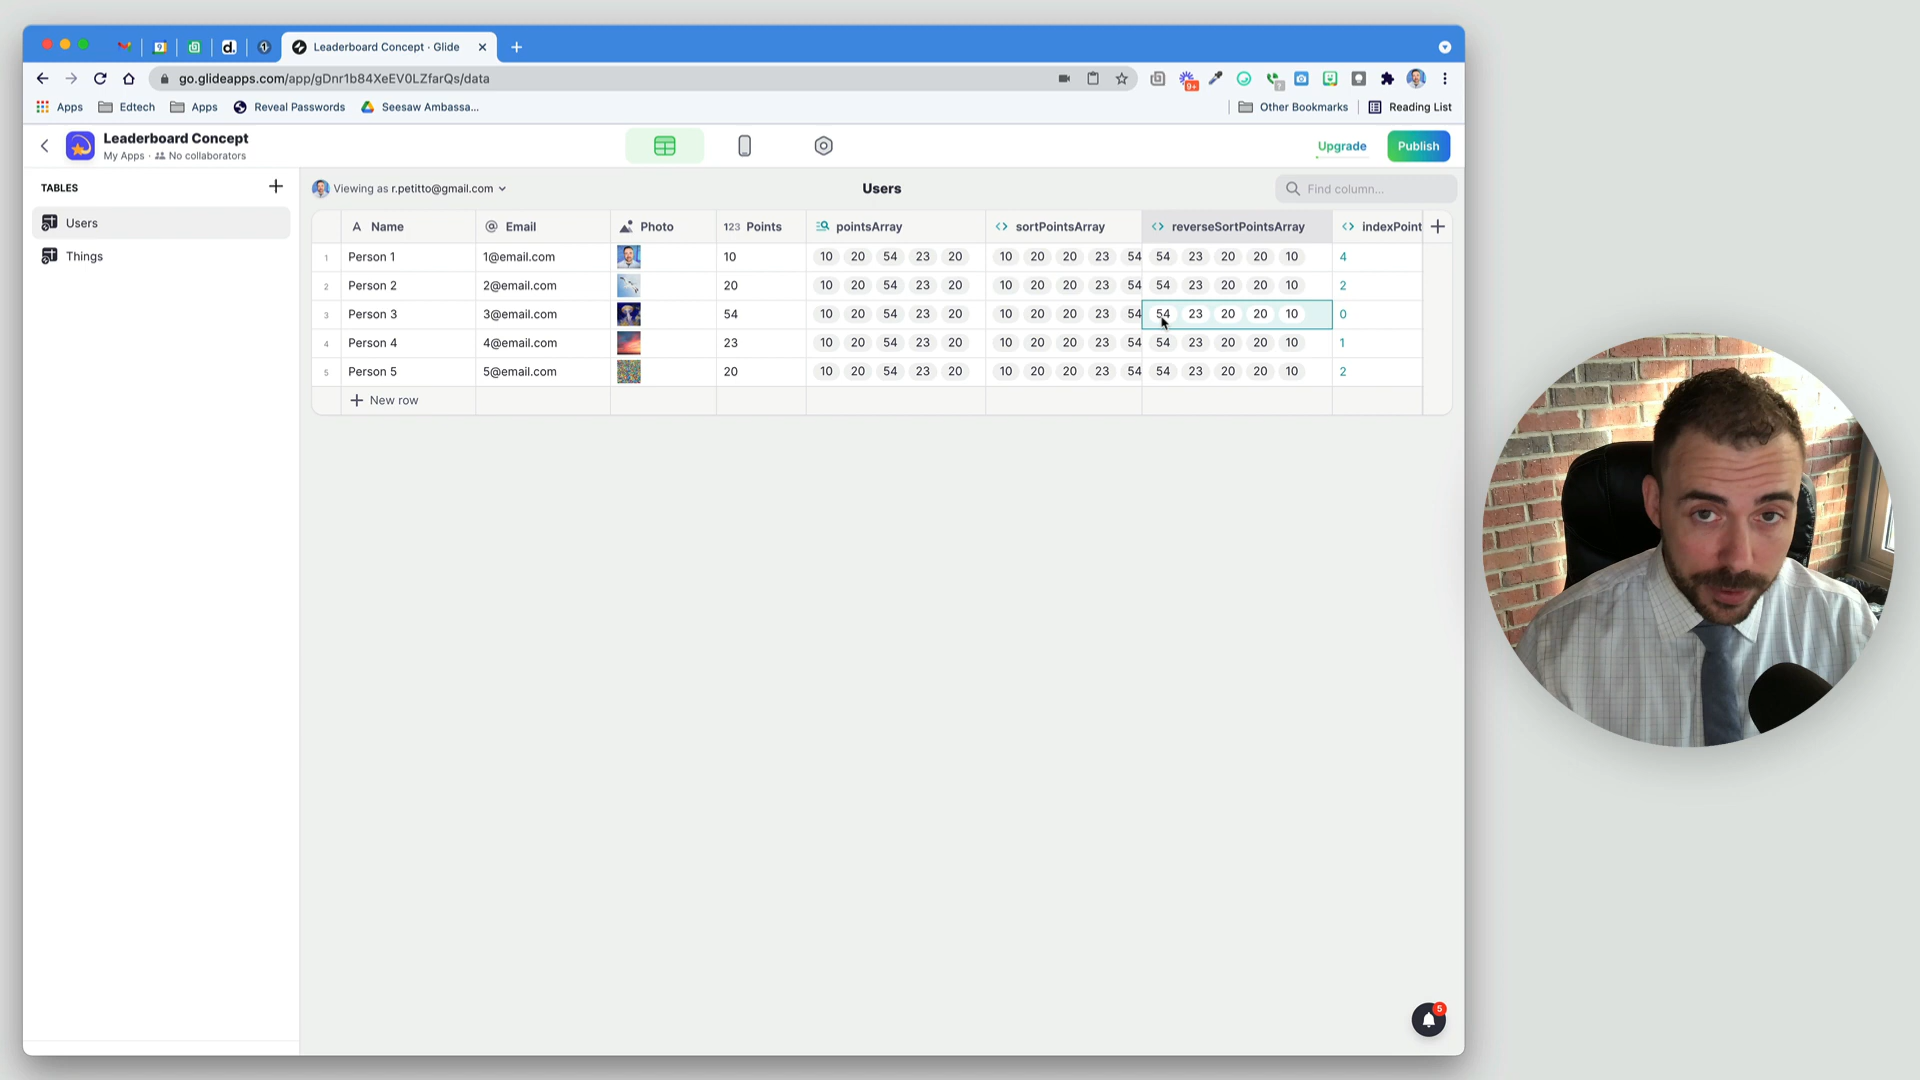 Leaderboard Concept · Glide
go.glideapps.com/app/gDnr1b84XeEV0LZfarQs/data
9+
7
Apps
Edtech
Apps
Reveal Passwords
Seesaw Ambassa...
Other Bookmarks
Reading List
Leaderboard Concept
My Apps · No collaborators
Upgrade
Publish
TABLES
Users
Things
Viewing as r.petitto@gmail.com
Users
Find column...
A Name @ Email Photo 123 Points pointsArray sortPointsArray reverseSortPointsArray indexPoint
1 Person 1 1@email.com 10 10 20 54 23 20 10 20 20 23 54 54 23 20 20 10 4
2 Person 2 2@email.com 20 10 20 54 23 20 10 20 20 23 54 54 23 20 20 10 2
3 Person 3 3@email.com 54 10 20 54 23 20 10 20 20 23 54 54 23 20 20 10 0
4 Person 4 4@email.com 23 10 20 54 23 20 10 20 20 23 54 54 23 20 20 10 1
5 Person 5 5@email.com 20 10 20 54 23 20 10 20 20 23 54 54 23 20 20 10 2
New row
5